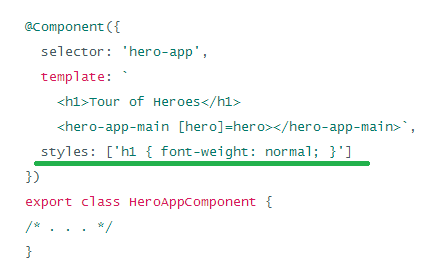 @Component({
  selector: 'hero-app',
  template: `
    <h1>Tour of Heroes</h1>
    <hero-app-main [hero]=hero></hero-app-main>`,
  styles: ['h1 { font-weight: normal; }']
})
export class HeroAppComponent {
/* . . . */
}